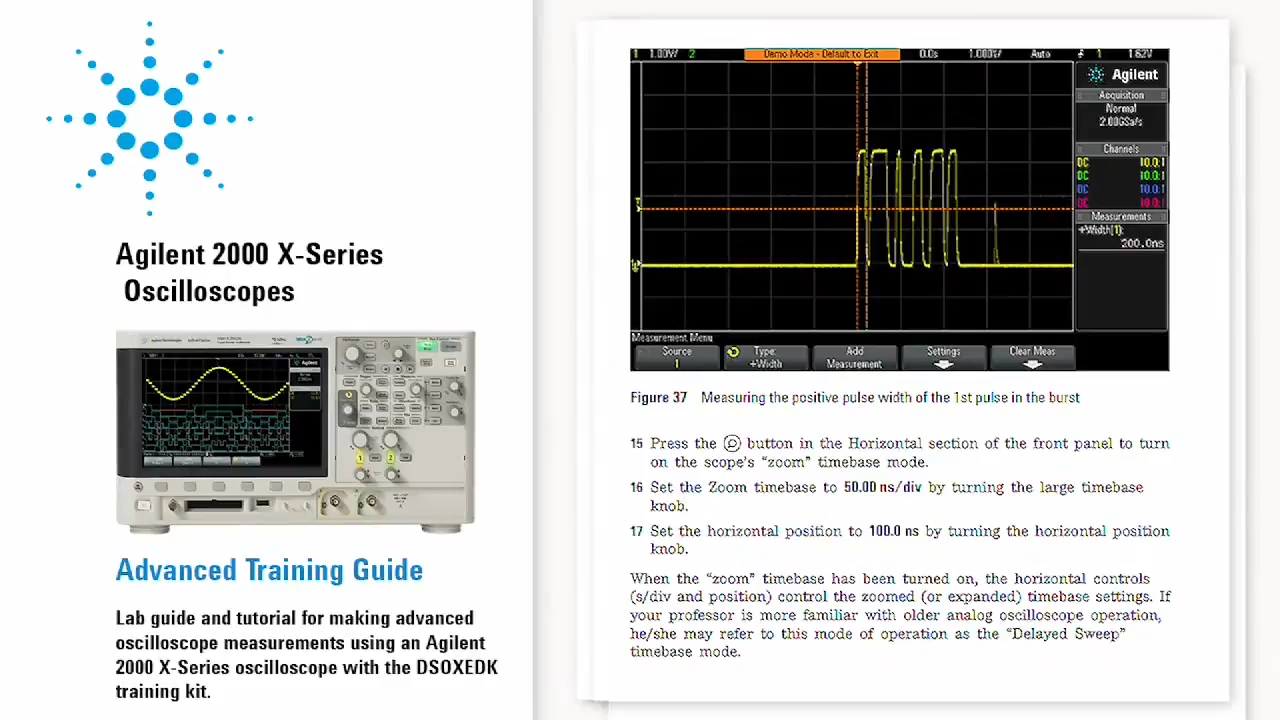 Agilent 2000 X-Series
Oscilloscopes
Advanced Training Guide
Lab guide and tutorial for making advanced
oscilloscope measurements using an Agilent
2000 X-Series oscilloscope with the DSOXEDK
training kit.
1 1.00V/ 2 Demo Mode - Default to Exit 0.0s 1.000%/ Auto 1 1.62V
Agilent
Acquisition
Normal
2.00GSa/s
Channels
DC 10.0:1
DC 10.0:1
DC 10.0:1
DC 10.0:1
Measurements
+Width(1):
200.0ns
Measurement Menu
Source
1
Type:
+Width
Add
Measurement
Settings
Clear Meas
Figure 37 Measuring the positive pulse width of the 1st pulse in the burst
15 Press the button in the Horizontal section of the front panel to turn
on the scope's "zoom" timebase mode.
16 Set the Zoom timebase to 50.00 ns/div by turning the large timebase
knob.
17 Set the horizontal position to 100.0 ns by turning the horizontal position
knob.
When the "zoom" timebase has been turned on, the horizontal controls
(s/div and position) control the zoomed (or expanded) timebase settings. If
your professor is more familiar with older analog oscilloscope operation,
he/she may refer to this mode of operation as the "Delayed Sweep"
timebase mode.